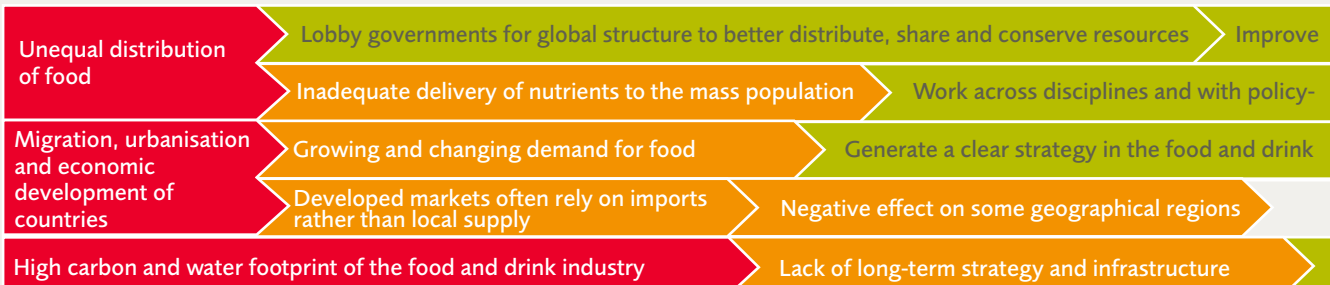 Unequal distribution
of food
Lobby governments for global structure to better distribute, share and conserve resources
Improve
Inadequate delivery of nutrients to the mass population
Work across disciplines and with policy-
Migration, urbanisation
and economic
development of
countries
Growing and changing demand for food
Generate a clear strategy in the food and drink
Developed markets often rely on imports
rather than local supply
Negative effect on some geographical regions
High carbon and water footprint of the food and drink industry
Lack of long-term strategy and infrastructure